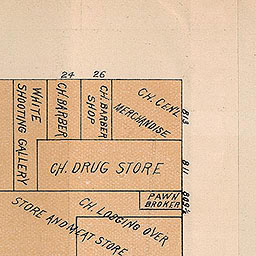 24 26
WHITE
SHOOTING GALLERY
CH. BARBER
CH. BARBER
SHOP
CH. GENL
MERCHANDISE
813
CH. DRUG STORE
811
PAWN
BROKER
809½
STORE AND MEAT STORE
CH. LODGING OVER